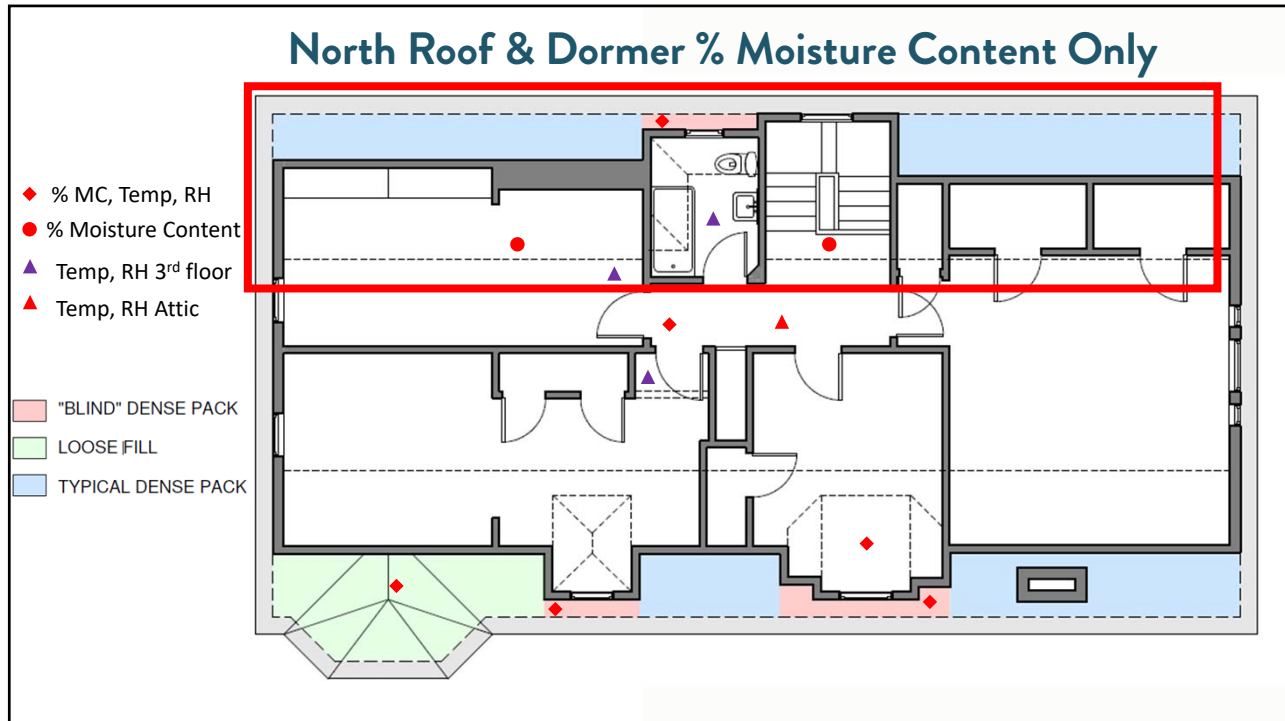 North Roof & Dormer % Moisture Content Only
% MC, Temp, RH
% Moisture Content
Temp, RH 3rd floor
Temp, RH Attic
"BLIND" DENSE PACK
LOOSE FILL
TYPICAL DENSE PACK